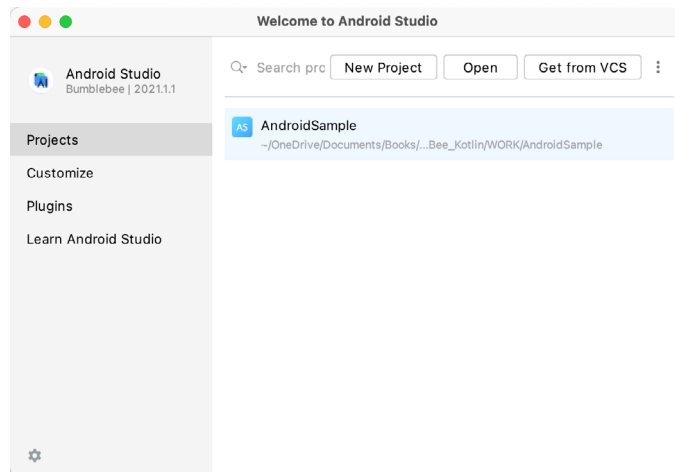 Welcome to Android Studio
Android Studio
Bumblebee | 2021.1.1
Projects
Customize
Plugins
Learn Android Studio
Search pro
New Project
Open
Get from VCS
AS
AndroidSample
~/OneDrive/Documents/Books/...Bee_Kotlin/WORK/AndroidSample